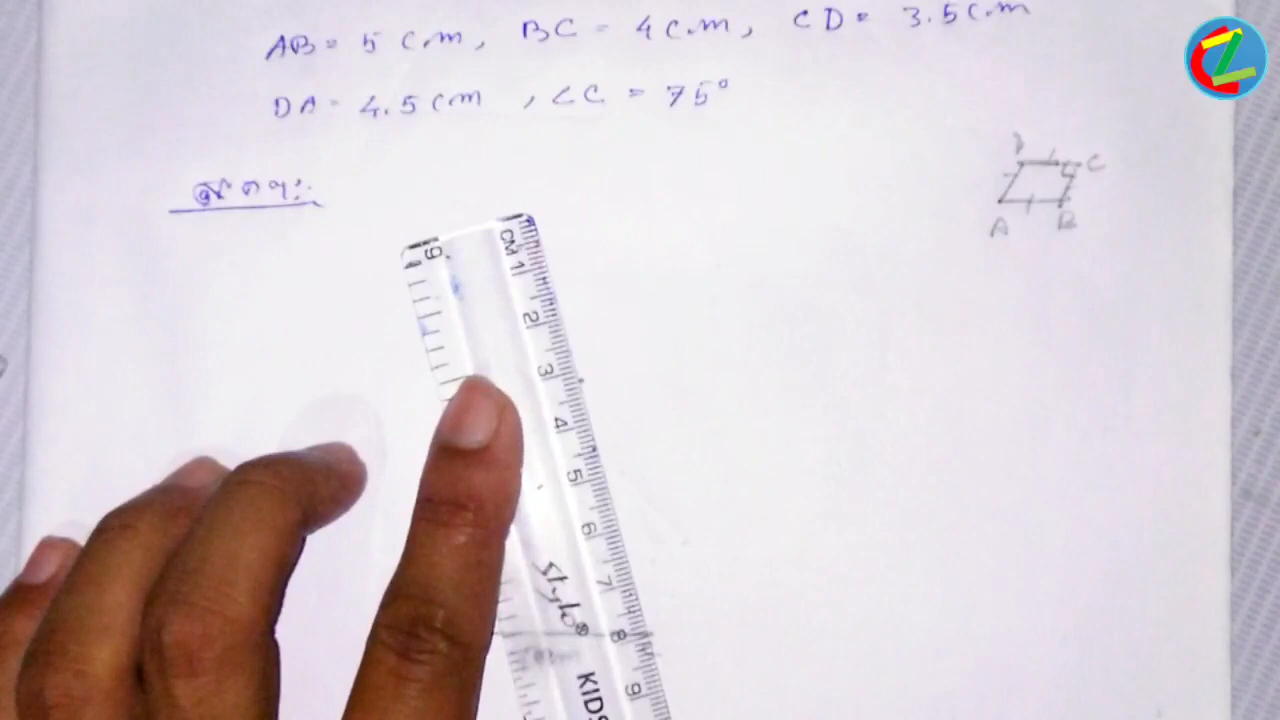 AB = 5 cm, BC = 4 cm, CD = 3.5 cm
DA = 4.5 cm , ∠C = 75°
D C
A B
CM 1 2 3 4 5 6 7 8 9
Stylo®
KIDS